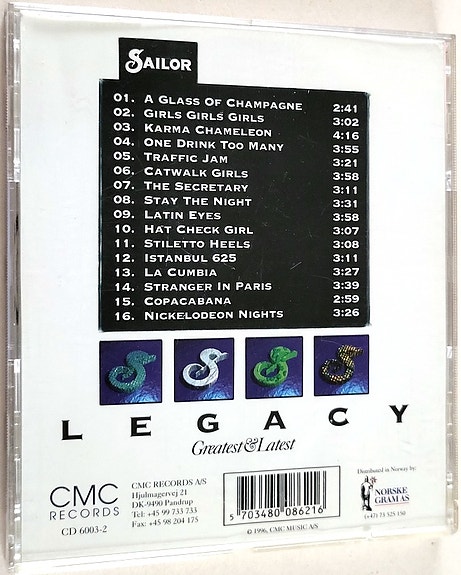 SAILOR
01. A GLASS OF CHAMPAGNE 2:41
02. GIRLS GIRLS GIRLS 3:02
03. KARMA CHAMELEON 4:16
04. ONE DRINK TOO MANY 3:55
05. TRAFFIC JAM 3:21
06. CATWALK GIRLS 3:58
07. THE SECRETARY 3:11
08. STAY THE NIGHT 3:31
09. LATIN EYES 3:58
10. HAT CHECK GIRL 3:07
11. STILETTO HEELS 3:08
12. ISTANBUL 625 3:11
13. LA CUMBIA 3:27
14. STRANGER IN PARIS 3:39
15. COPACABANA 2:59
16. NICKELODEON NIGHTS 3:26
LEGACY
Greatest & Latest
CMC
RECORDS
CD 6003-2
CMC RECORDS A/S
Hjulmagervej 21
DK-9490 Pandrup
Tel: +45 99 733 733
Fax: +45 98 204 175
5 703480 086216
© 1996, CMC MUSIC A/S
Distributed in Norway by:
NORSKE
GRAM AS
(+47) 73 525 150